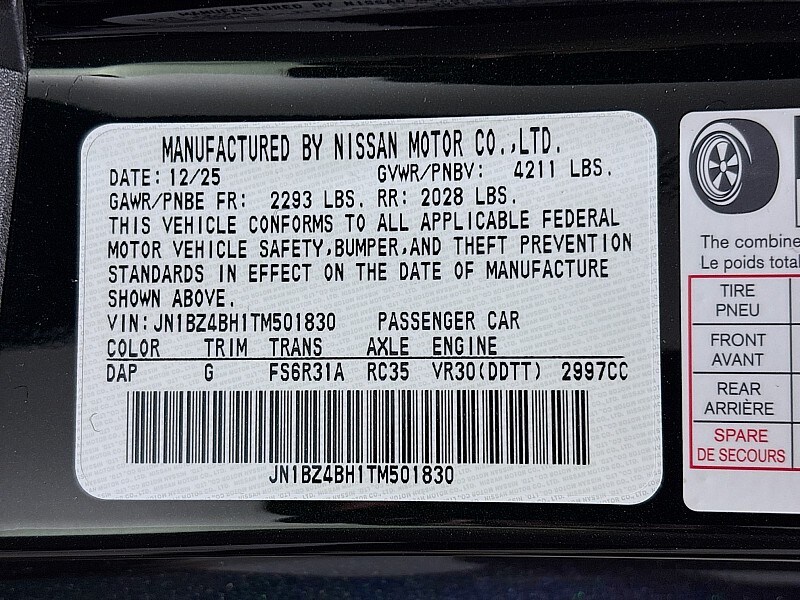 MANUFACTURED BY NISSAN MOTOR CO.,LTD.
DATE: 12/25 GVWR/PNBV: 4211 LBS.
GAWR/PNBE FR: 2293 LBS. RR: 2028 LBS.
THIS VEHICLE CONFORMS TO ALL APPLICABLE FEDERAL
MOTOR VEHICLE SAFETY,BUMPER,AND THEFT PREVENTION
STANDARDS IN EFFECT ON THE DATE OF MANUFACTURE
SHOWN ABOVE.
VIN: JN1BZ4BH1TM501830 PASSENGER CAR
COLOR TRIM TRANS AXLE ENGINE
DAP G FS6R31A RC35 VR30(DDTT) 2997CC
JN1BZ4BH1TM501830
The combine
Le poids total
TIRE
PNEU
FRONT
AVANT
REAR
ARRIÈRE
SPARE
DE SECOURS